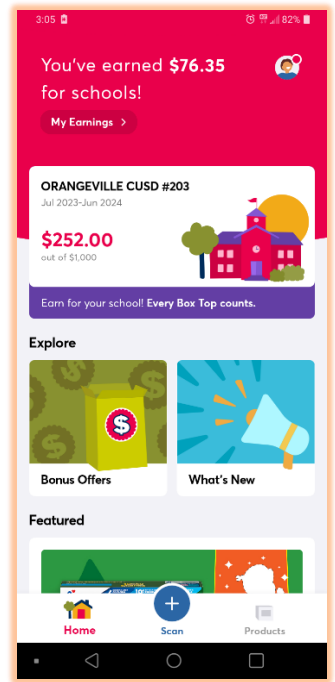 3:05
82%
You've earned $76.35
for schools!
My Earnings >
ORANGEVILLE CUSD #203
Jul 2023-Jun 2024
$252.00
out of $1,000
Earn for your school! Every Box Top counts.
Explore
$
Bonus Offers
What's New
Featured
Home
Scan
Products